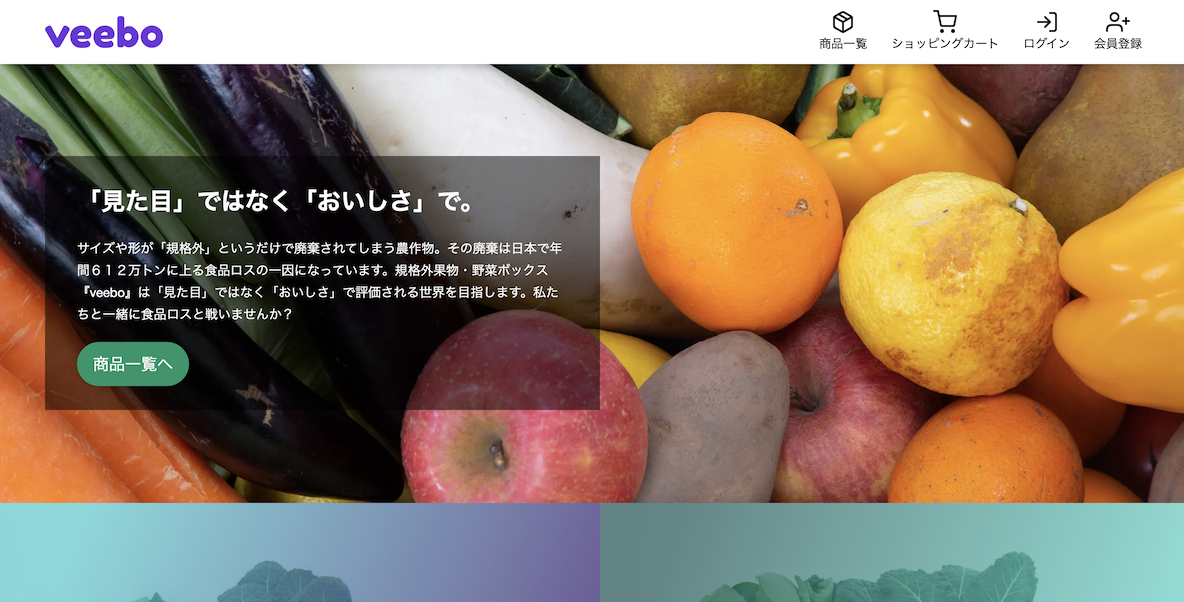 veebo
商品一覧
ショッピングカート
ログイン
会員登録
「見た目」ではなく「おいしさ」で。
サイズや形が「規格外」というだけで廃棄されてしまう農作物。その廃棄は日本で年
間６１２万トンに上る食品ロスの一因になっています。規格外果物・野菜ボックス
『veebo』は「見た目」ではなく「おいしさ」で評価される世界を目指します。私た
ちと一緒に食品ロスと戦いませんか？
商品一覧へ